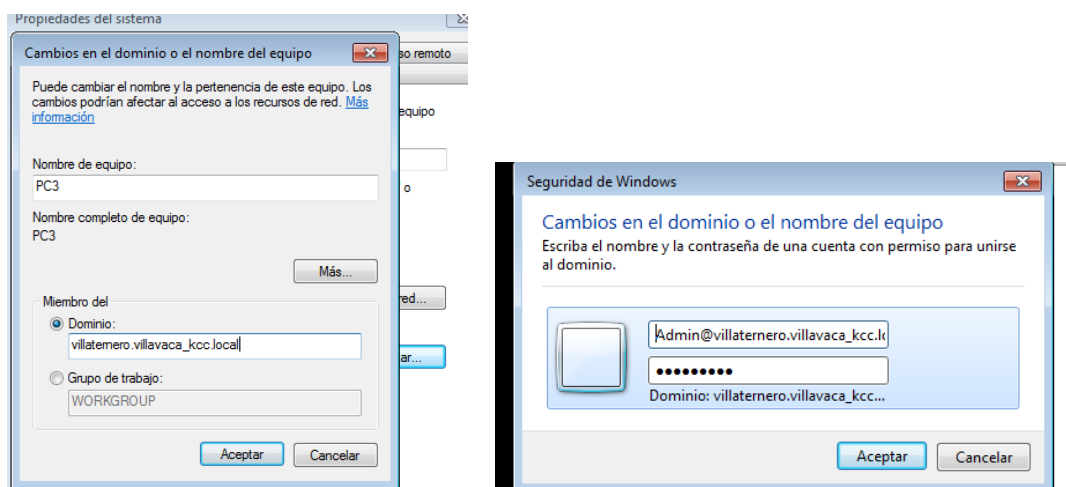 Propiedades del sistema
Cambios en el dominio o el nombre del equipo
so remoto
Puede cambiar el nombre y la pertenencia de este equipo. Los
cambios podrían afectar al acceso a los recursos de red. Más
información
equipo
Nombre de equipo:
PC3
o
Nombre completo de equipo:
PC3
Más...
Miembro del
red...
Dominio:
villaternero.villavaca_kcc.local
ar...
Grupo de trabajo:
WORKGROUP
Aceptar
Cancelar
Seguridad de Windows
Cambios en el dominio o el nombre del equipo
Escriba el nombre y la contraseña de una cuenta con permiso para unirse
al dominio.
Admin@villaternero.villavaca_kcc.lo
●●●●●●●●●
Dominio: villaternero.villavaca_kcc...
Aceptar
Cancelar